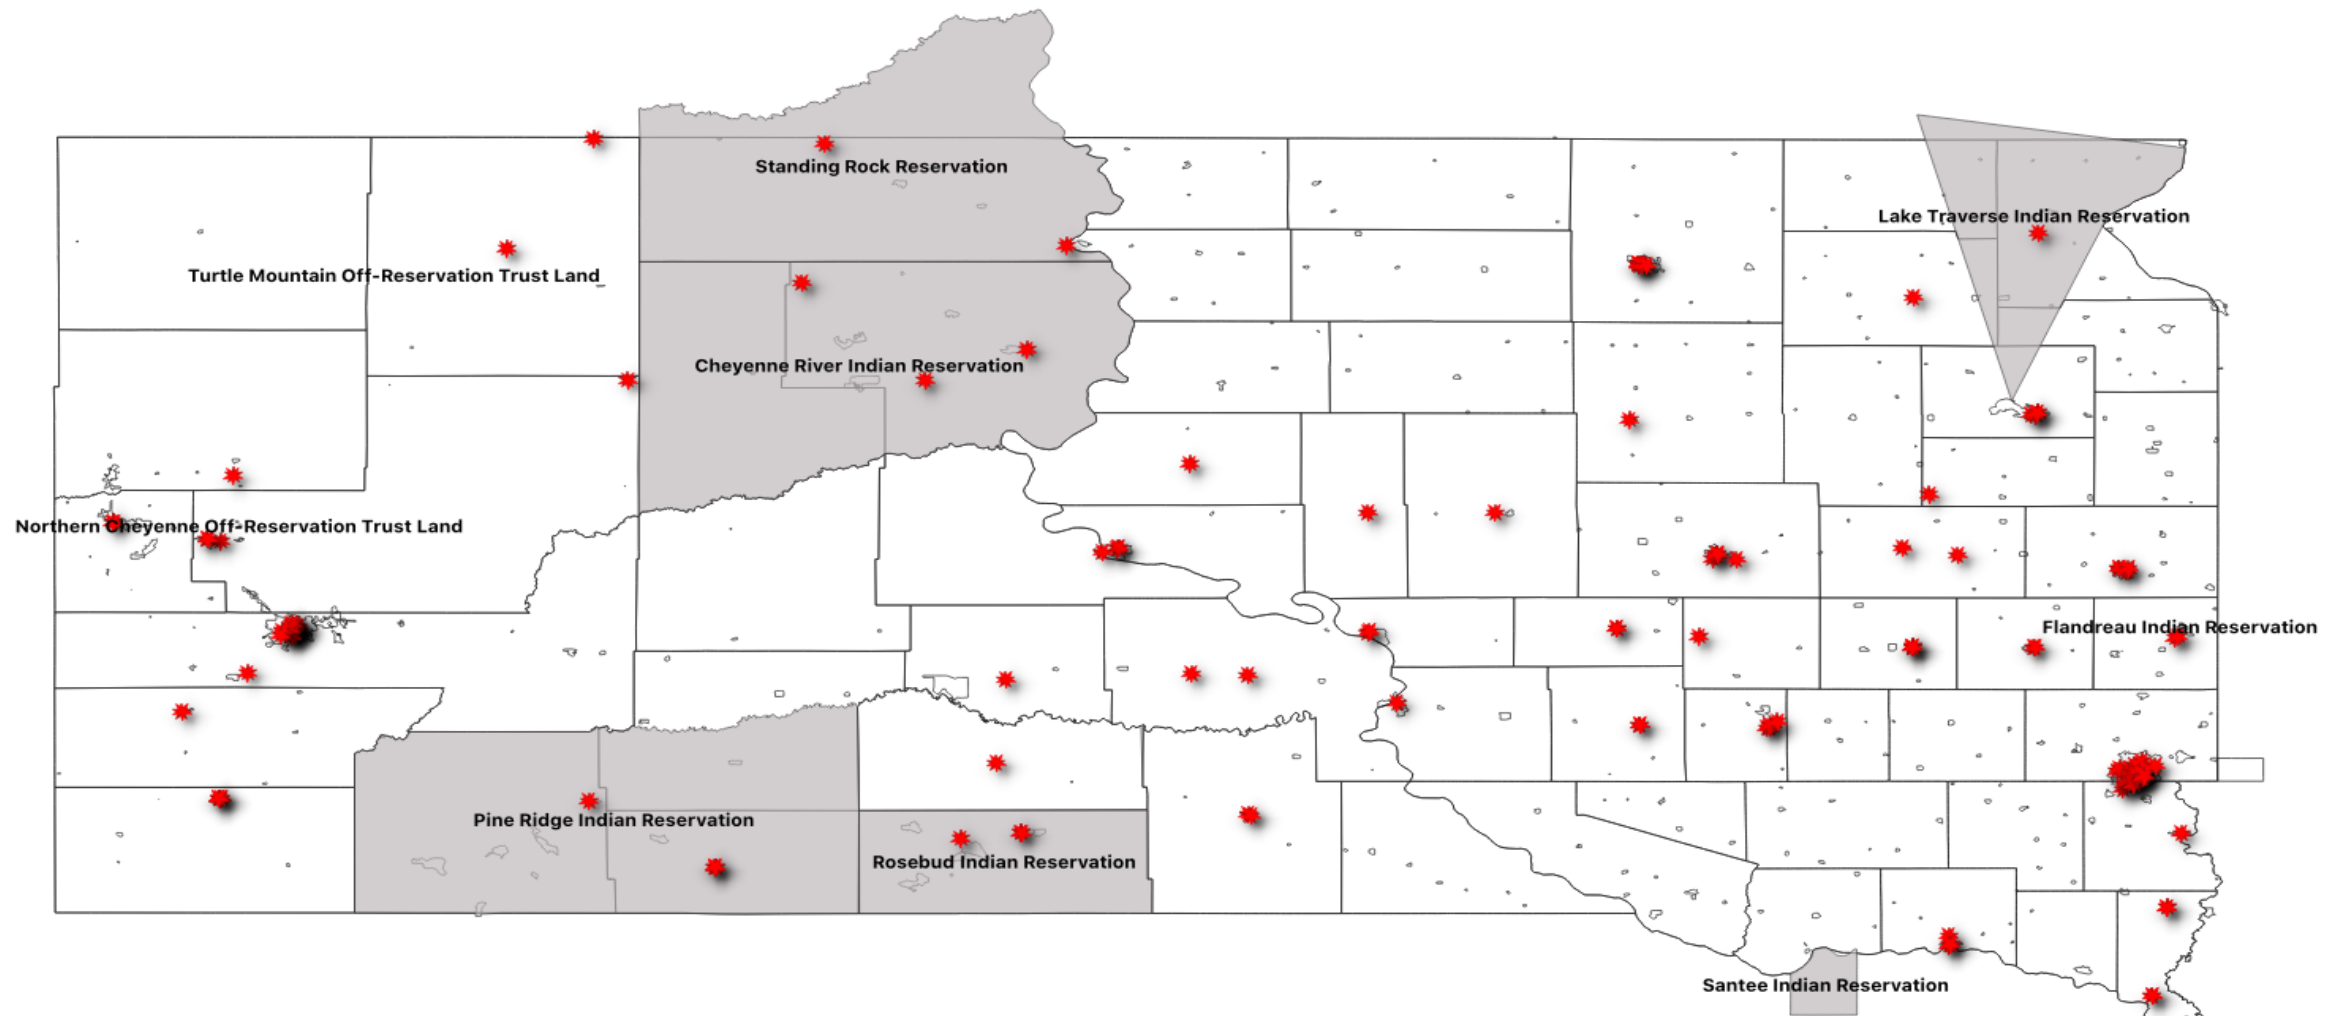 Standing Rock Reservation
Lake Traverse Indian Reservation
Turtle Mountain Off-Reservation Trust Land
Cheyenne River Indian Reservation
Northern Cheyenne Off-Reservation Trust Land
Flandreau Indian Reservation
Pine Ridge Indian Reservation
Rosebud Indian Reservation
Santee Indian Reservation